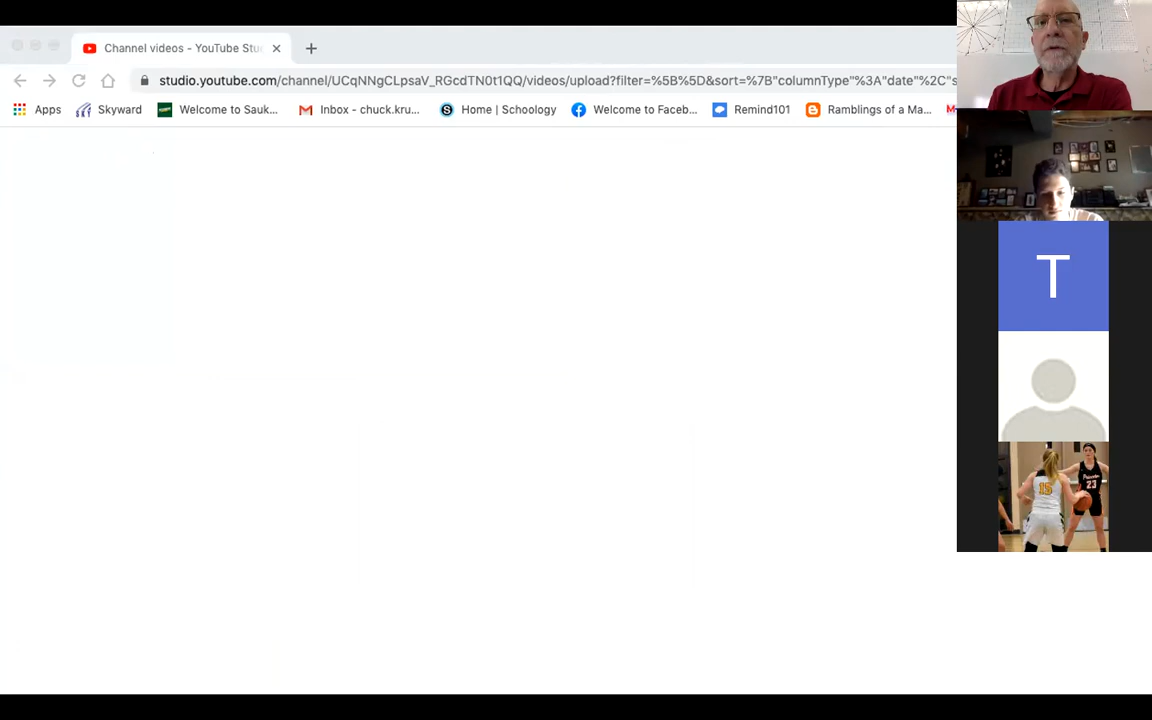 Channel videos - YouTube Stu
studio.youtube.com/channel/UCqNNgCLpsaV_RGcdTN0t1QQ/videos/upload?filter=%5B%5D&sort=%7B"columnType"%3A"date"%2C"s
Apps Skyward Welcome to Sauk... Inbox - chuck.kru... Home | Schoology Welcome to Faceb... Remind101 Ramblings of a Ma...
T
15
23